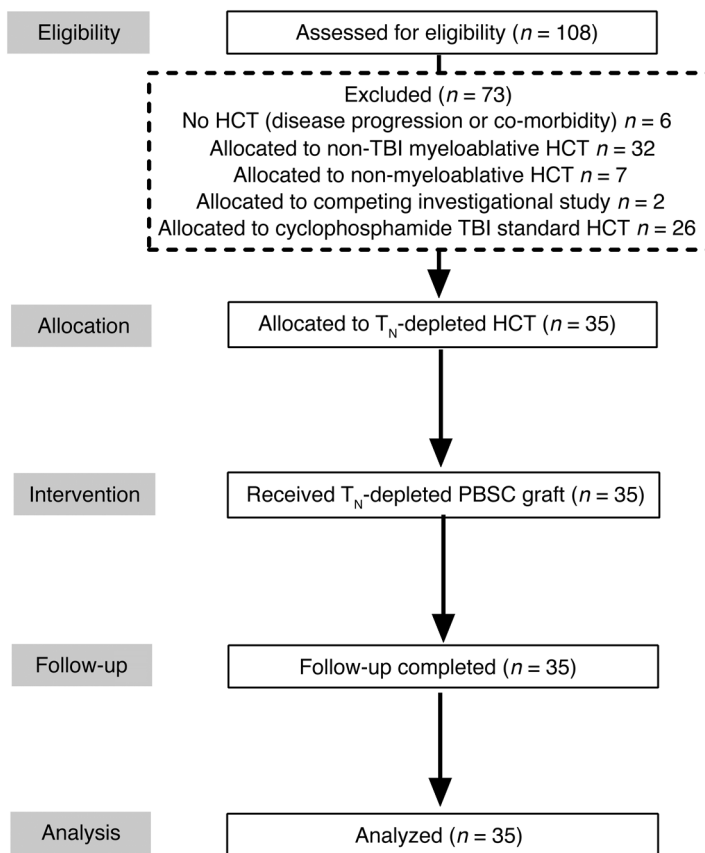 Eligibility
Assessed for eligibility (n = 108)
Excluded (n = 73)
No HCT (disease progression or co-morbidity) n = 6
Allocated to non-TBI myeloablative HCT n = 32
Allocated to non-myeloablative HCT n = 7
Allocated to competing investigational study n = 2
Allocated to cyclophosphamide TBI standard HCT n = 26
Allocation
Allocated to TN-depleted HCT (n = 35)
Intervention
Received TN-depleted PBSC graft (n = 35)
Follow-up
Follow-up completed (n = 35)
Analysis
Analyzed (n = 35)